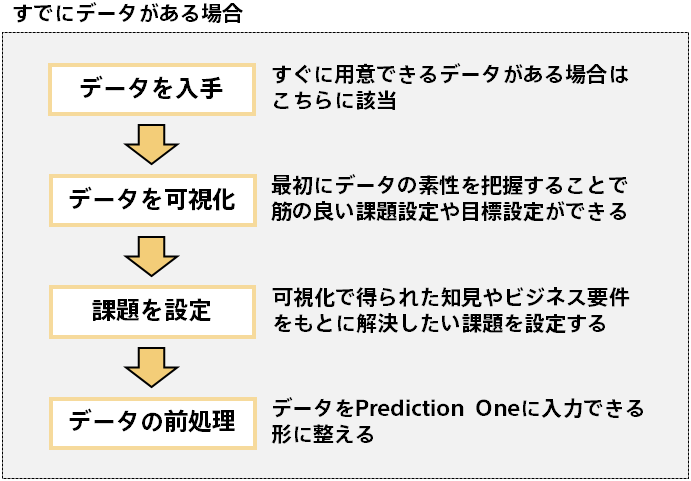 すでにデータがある場合
データを入手
すぐに用意できるデータがある場合は
こちらに該当
データを可視化
最初にデータの素性を把握することで
筋の良い課題設定や目標設定ができる
課題を設定
可視化で得られた知見やビジネス要件
をもとに解決したい課題を設定する
データの前処理
データをPrediction Oneに入力できる
形に整える